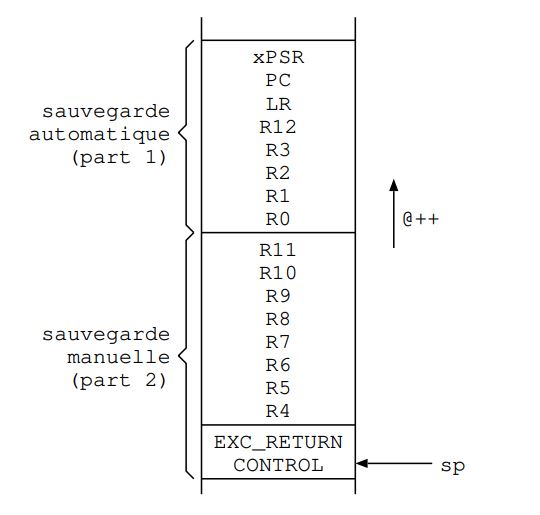 xPSR
PC
LR
R12
R3
R2
R1
R0
sauvegarde
automatique
(part 1)
@++
R11
R10
R9
R8
R7
R6
R5
R4
sauvegarde
manuelle
(part 2)
EXC_RETURN
CONTROL
sp